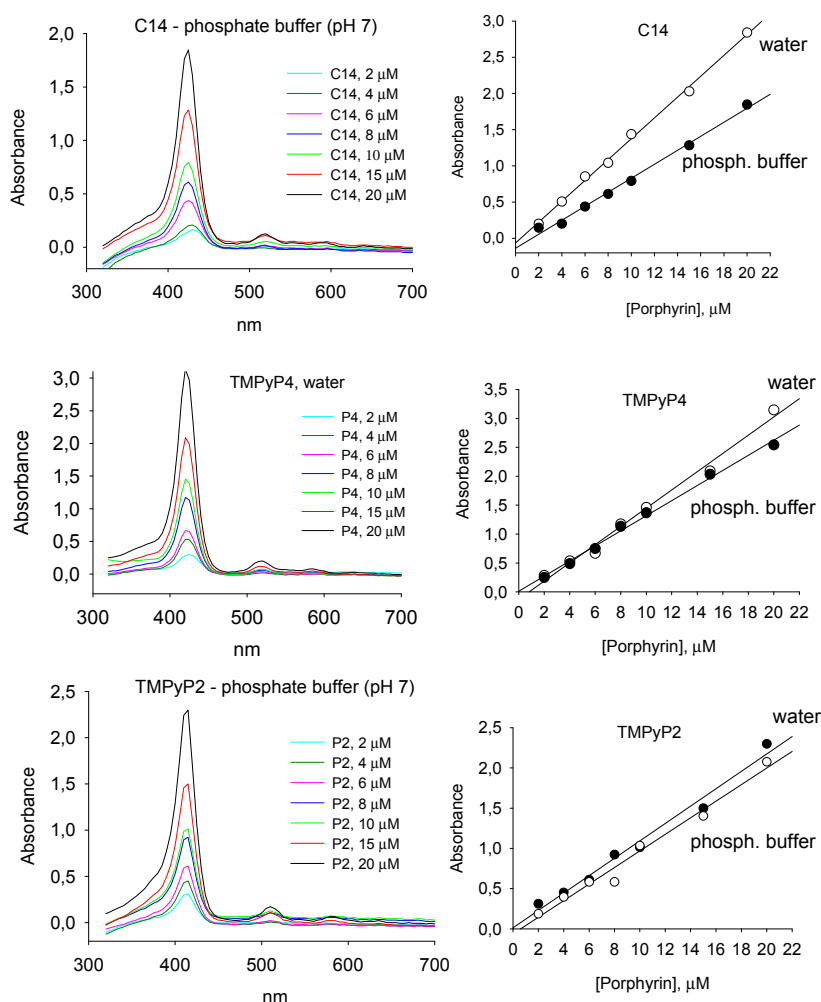 C14 - phosphate buffer (pH 7)
2,0
1,5
1,0
0,5
0,0
Absorbance
C14, 2 μM
C14, 4 μM
C14, 6 μM
C14, 8 μM
C14, 10 μM
C14, 15 μM
C14, 20 μM
300 400 500 600 700
nm
C14
water
phosph. buffer
3,0
2,5
2,0
1,5
1,0
0,5
0,0
Absorbance
0 2 4 6 8 10 12 14 16 18 20 22
[Porphyrin], μM
TMPyP4, water
3,0
2,5
2,0
1,5
1,0
0,5
0,0
Absorbance
P4, 2 μM
P4, 4 μM
P4, 6 μM
P4, 8 μM
P4, 10 μM
P4, 15 μM
P4, 20 μM
300 400 500 600 700
nm
water
TMPyP4
phosph. buffer
3,5
3,0
2,5
2,0
1,5
1,0
0,5
0,0
Absorbance
0 2 4 6 8 10 12 14 16 18 20 22
[Porphyrin], μM
TMPyP2 - phosphate buffer (pH 7)
2,5
2,0
1,5
1,0
0,5
0,0
Absorbance
P2, 2 μM
P2, 4 μM
P2, 6 μM
P2, 8 μM
P2, 10 μM
P2, 15 μM
P2, 20 μM
300 400 500 600 700
nm
water
TMPyP2
phosph. buffer
2,5
2,0
1,5
1,0
0,5
0,0
Absorbance
0 2 4 6 8 10 12 14 16 18 20 22
[Porphyrin], μM